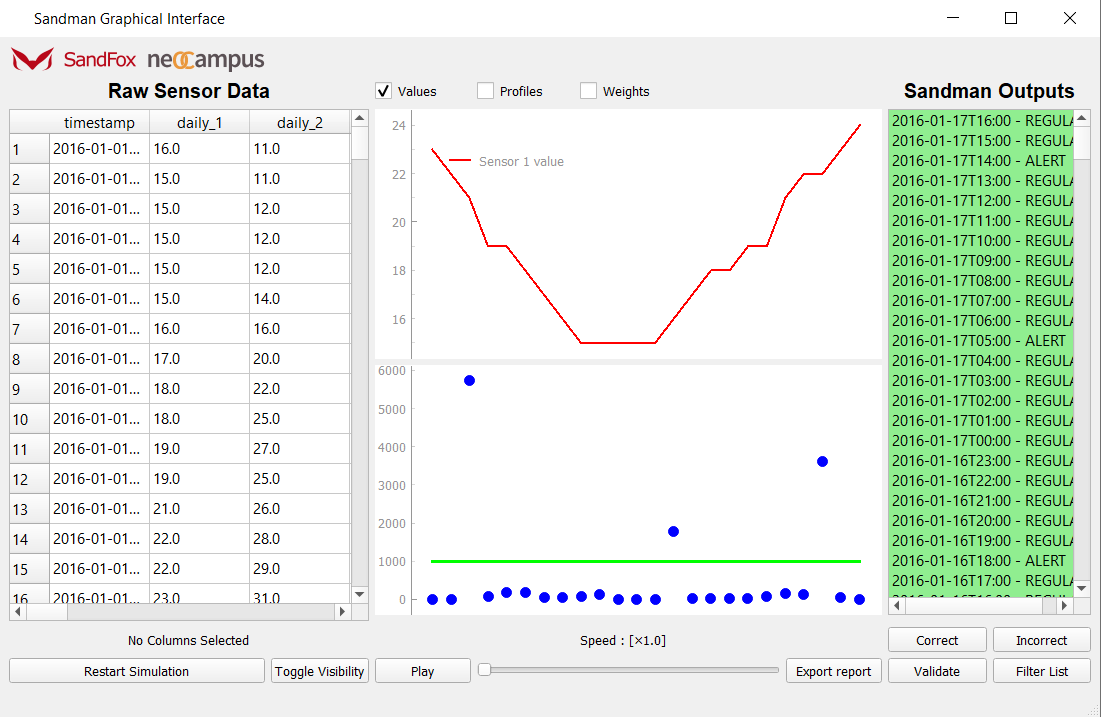 Sandman Graphical Interface
SandFox neOCampus
Raw Sensor Data
timestamp daily_1 daily_2
1 2016-01-01... 16.0 11.0
2 2016-01-01... 15.0 11.0
3 2016-01-01... 15.0 12.0
4 2016-01-01... 15.0 12.0
5 2016-01-01... 15.0 12.0
6 2016-01-01... 15.0 14.0
7 2016-01-01... 16.0 16.0
8 2016-01-01... 17.0 20.0
9 2016-01-01... 18.0 22.0
10 2016-01-01... 18.0 25.0
11 2016-01-01... 19.0 27.0
12 2016-01-01... 19.0 25.0
13 2016-01-01... 21.0 26.0
14 2016-01-01... 22.0 28.0
15 2016-01-01... 22.0 29.0
16 2016-01-01... 23.0 31.0
No Columns Selected
Restart Simulation Toggle Visibility
Values Profiles Weights
24
Sensor 1 value
22
20
18
16
6000
5000
4000
3000
2000
1000
0
Speed : [×1.0]
Play Export report
Sandman Outputs
2016-01-17T16:00 - REGULA
2016-01-17T15:00 - REGULA
2016-01-17T14:00 - ALERT
2016-01-17T13:00 - REGULA
2016-01-17T12:00 - REGULA
2016-01-17T11:00 - REGULA
2016-01-17T10:00 - REGULA
2016-01-17T09:00 - REGULA
2016-01-17T08:00 - REGULA
2016-01-17T07:00 - REGULA
2016-01-17T06:00 - REGULA
2016-01-17T05:00 - ALERT
2016-01-17T04:00 - REGULA
2016-01-17T03:00 - REGULA
2016-01-17T02:00 - REGULA
2016-01-17T01:00 - REGULA
2016-01-17T00:00 - REGULA
2016-01-16T23:00 - REGULA
2016-01-16T22:00 - REGULA
2016-01-16T21:00 - REGULA
2016-01-16T20:00 - REGULA
2016-01-16T19:00 - REGULA
2016-01-16T18:00 - ALERT
2016-01-16T17:00 - REGULA
Correct Incorrect
Validate Filter List